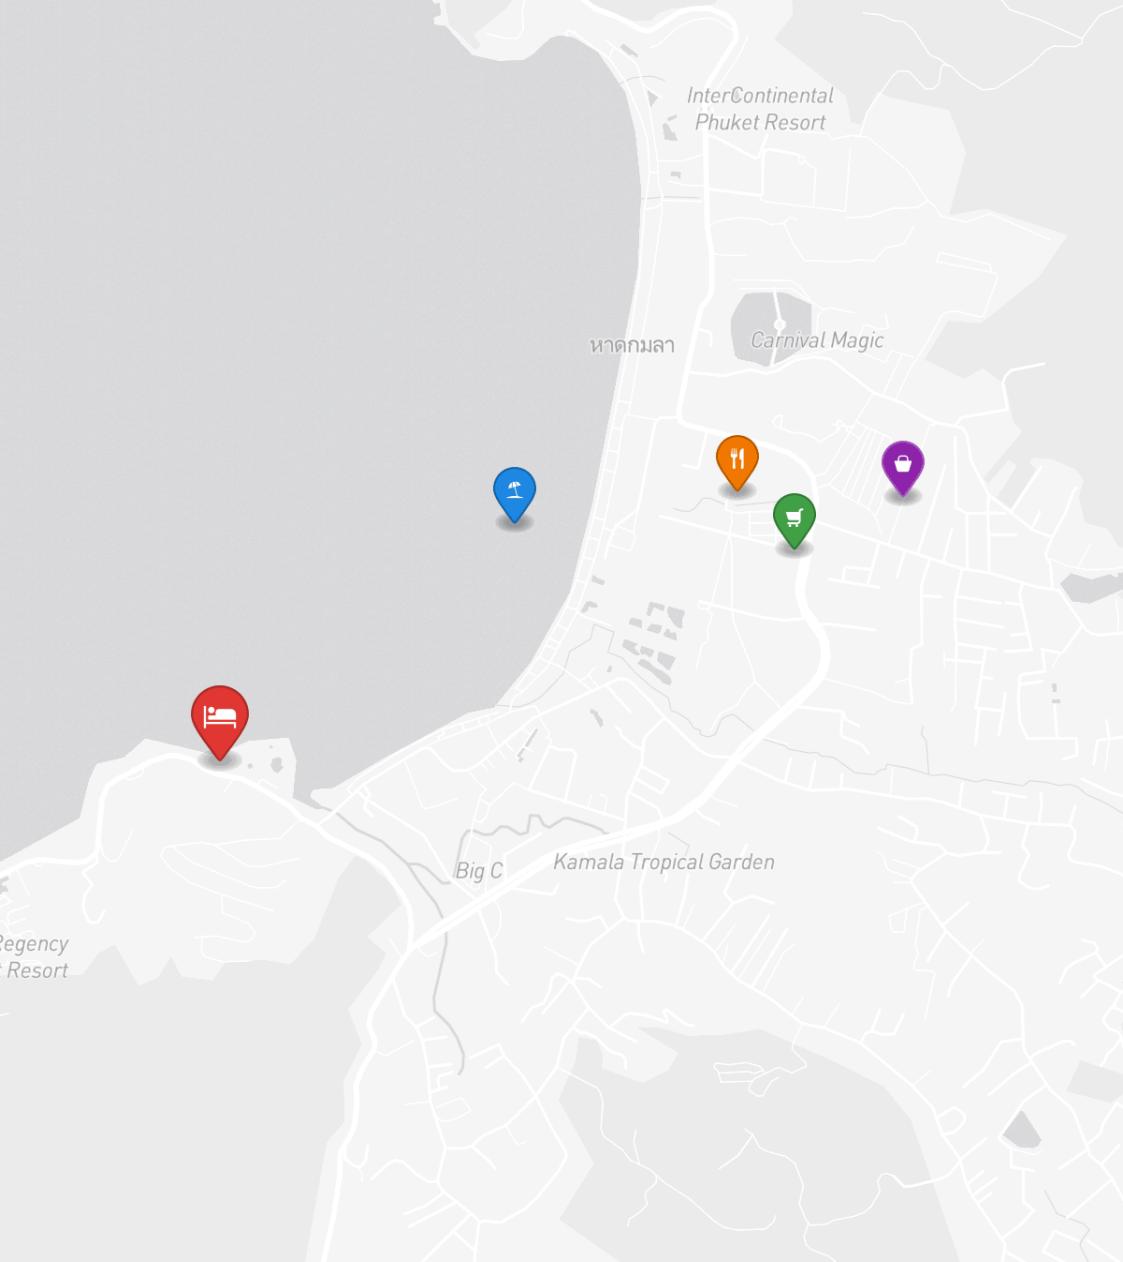 InterContinental
Phuket Resort
Carnival Magic
หาดกมลา
Big C
Kamala Tropical Garden
Regency
t Resort